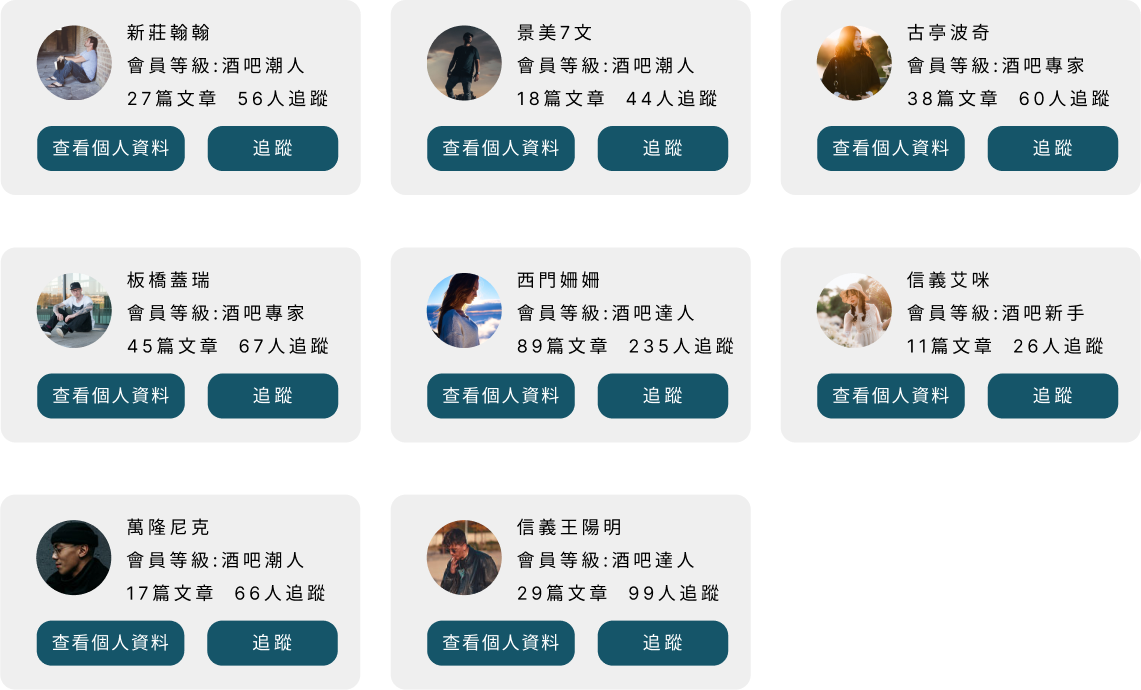 新莊翰翰
會員等級:酒吧潮人
27篇文章 56人追蹤
查看個人資料 追蹤
景美7文
會員等級:酒吧潮人
18篇文章 44人追蹤
查看個人資料 追蹤
古亭波奇
會員等級:酒吧專家
38篇文章 60人追蹤
查看個人資料 追蹤
板橋蓋瑞
會員等級:酒吧專家
45篇文章 67人追蹤
查看個人資料 追蹤
西門姍姍
會員等級:酒吧達人
89篇文章 235人追蹤
查看個人資料 追蹤
信義艾咪
會員等級:酒吧新手
11篇文章 26人追蹤
查看個人資料 追蹤
萬隆尼克
會員等級:酒吧潮人
17篇文章 66人追蹤
查看個人資料 追蹤
信義王陽明
會員等級:酒吧達人
29篇文章 99人追蹤
查看個人資料 追蹤